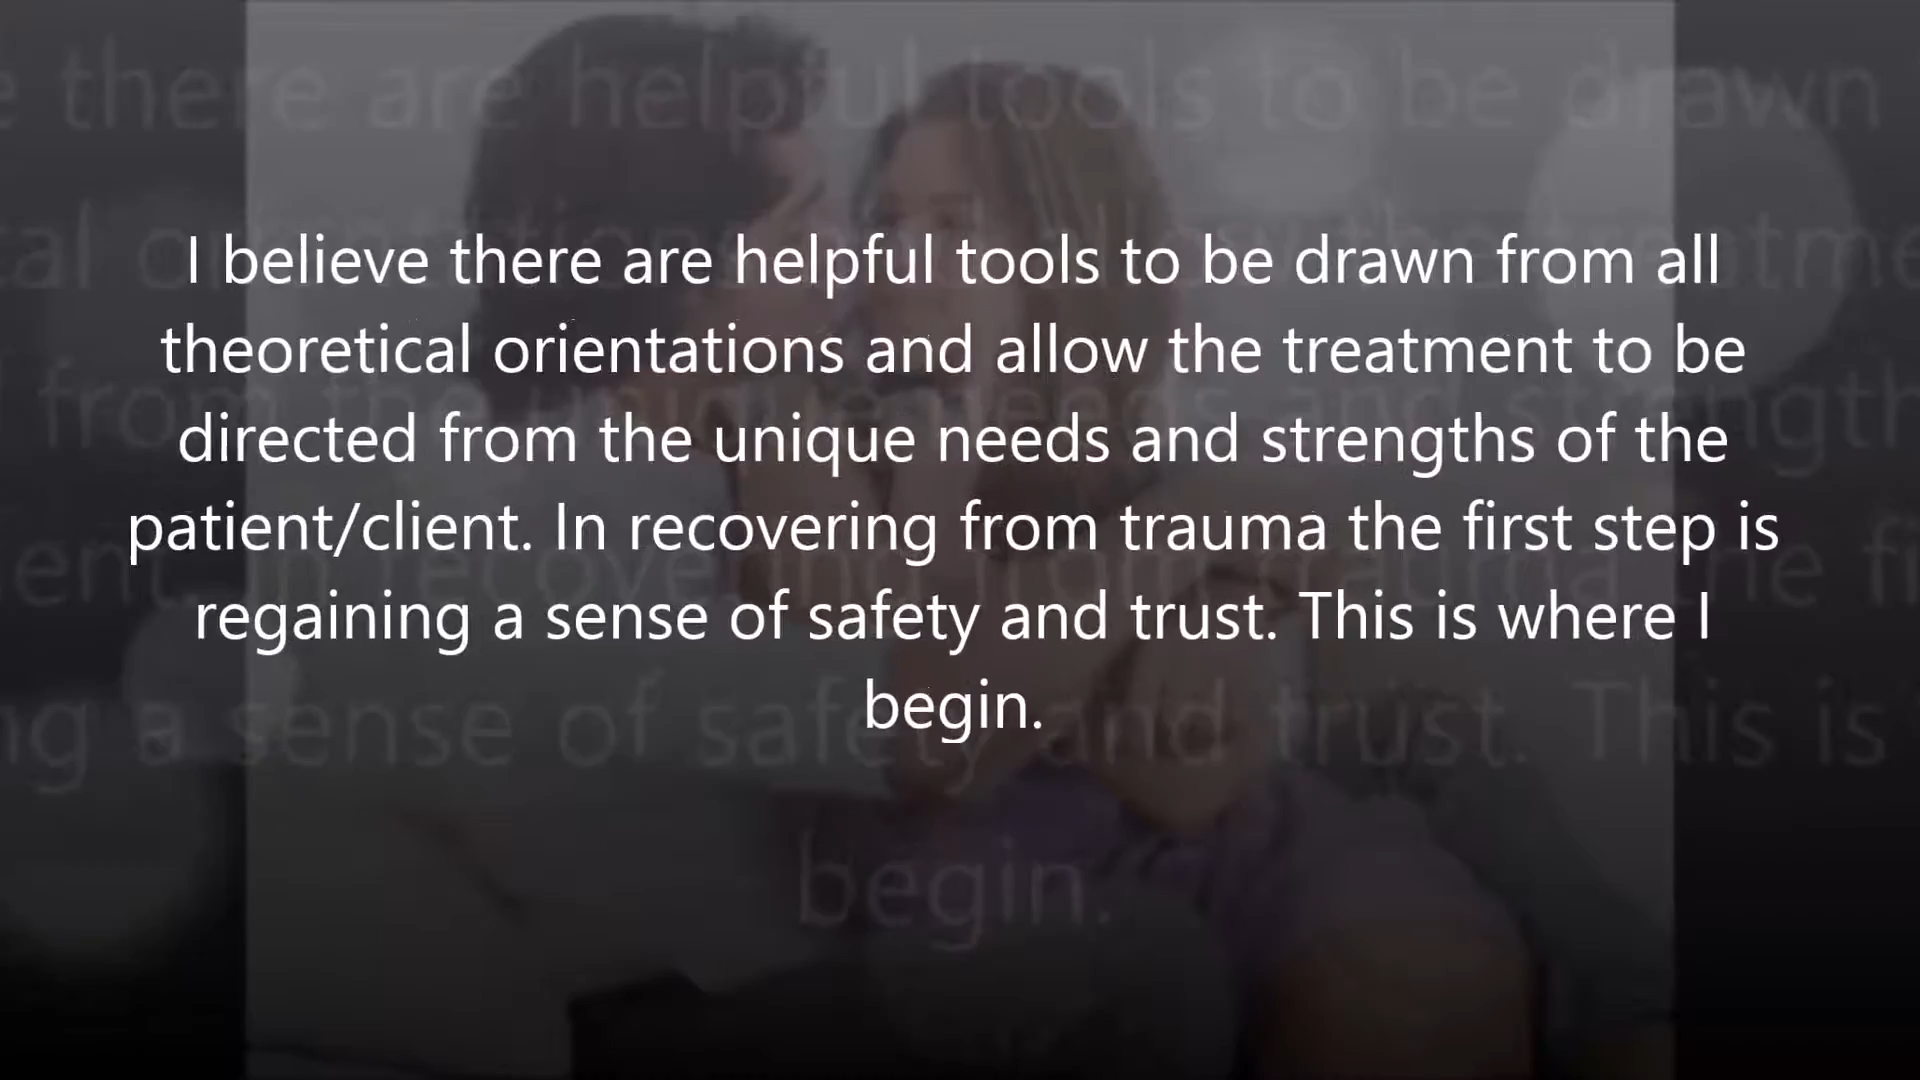 I believe there are helpful tools to be drawn from all
theoretical orientations and allow the treatment to be
directed from the unique needs and strengths of the
patient/client. In recovering from trauma the first step is
regaining a sense of safety and trust. This is where I
begin.